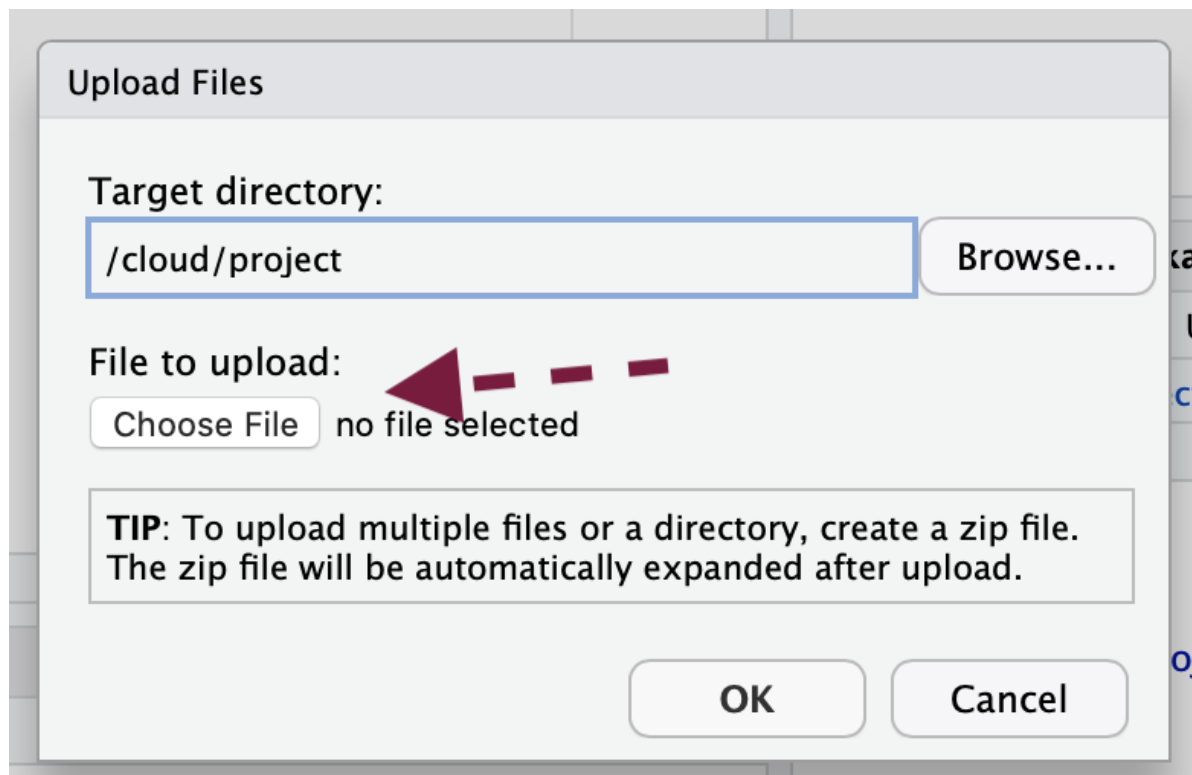 Upload Files
Target directory:
/cloud/project
Browse...
File to upload:
Choose File no file selected
TIP: To upload multiple files or a directory, create a zip file.
The zip file will be automatically expanded after upload.
OK
Cancel